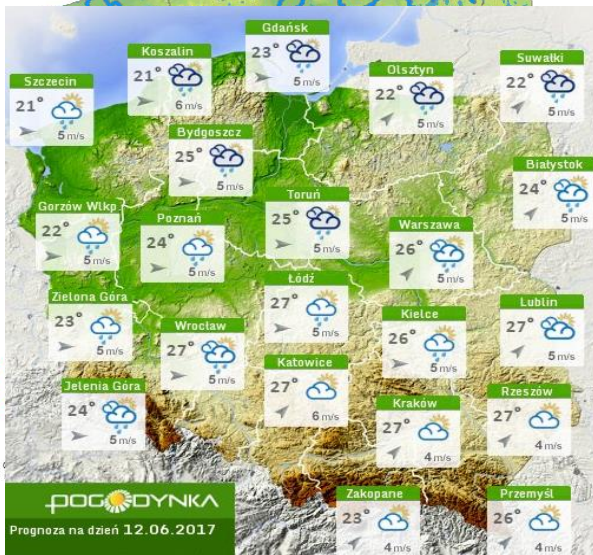 Gdańsk
23°
5 m/s
Koszalin
21°
6 m/s
Suwałki
22°
5 m/s
Olsztyn
22°
5 m/s
Szczecin
21°
5 m/s
Bydgoszcz
25°
5 m/s
Białystok
24°
5 m/s
Toruń
25°
5 m/s
Gorzów Wlkp
22°
5 m/s
Poznań
24°
5 m/s
Warszawa
26°
5 m/s
Łódź
27°
5 m/s
Zielona Góra
23°
5 m/s
Lublin
27°
5 m/s
Kielce
26°
5 m/s
Wrocław
27°
5 m/s
Katowice
27°
6 m/s
Jelenia Góra
24°
5 m/s
Rzeszów
27°
4 m/s
Kraków
27°
4 m/s
Zakopane
23°
4 m/s
Przemyśl
26°
4 m/s
POGODYNKA
Prognoza na dzień 12.06.2017